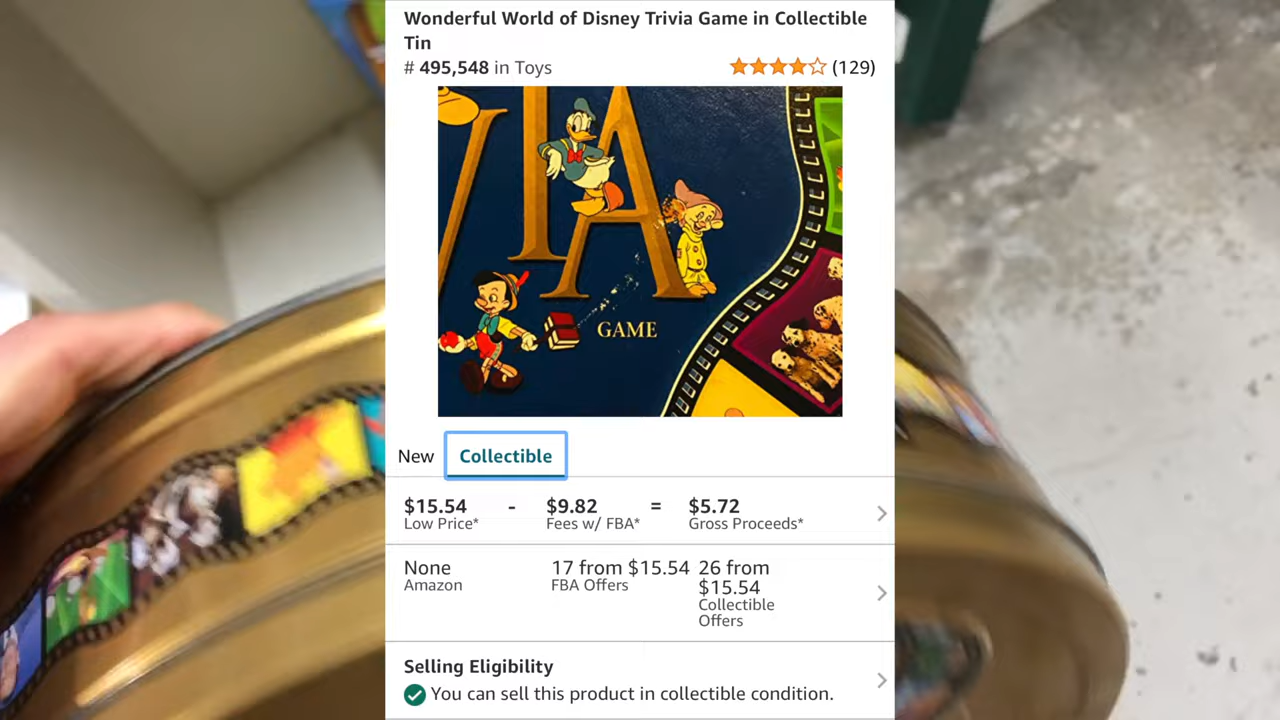 Wonderful World of Disney Trivia Game in Collectible
Tin
# 495,548 in Toys (129)
VIA
GAME
New Collectible
$15.54 - $9.82 = $5.72
Low Price* Fees w/ FBA* Gross Proceeds*
None 17 from $15.54 26 from
$15.54
Amazon FBA Offers Collectible
Offers
Selling Eligibility
You can sell this product in collectible condition.